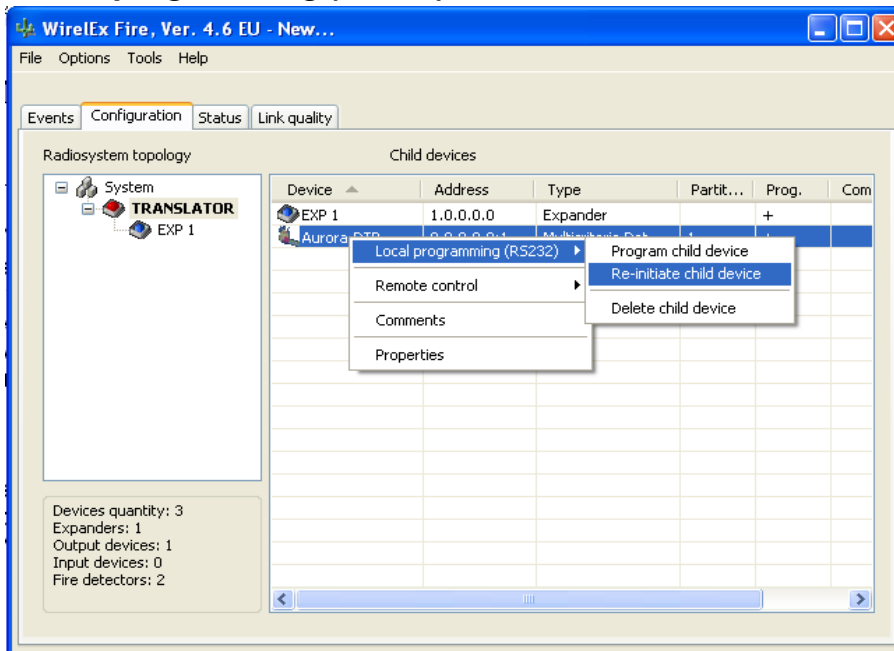 WirelEx Fire, Ver. 4.6 EU - New...
File Options Tools Help
Events Configuration Status Link quality
Radiosystem topology
Child devices
System
TRANSLATOR
EXP 1
Device Address Type Partit... Prog. Com
EXP 1 1.0.0.0.0 Expander +
Aurora
Local programming (RS232)
Remote control
Comments
Properties
Program child device
Re-initiate child device
Delete child device
Devices quantity: 3
Expanders: 1
Output devices: 1
Input devices: 0
Fire detectors: 2